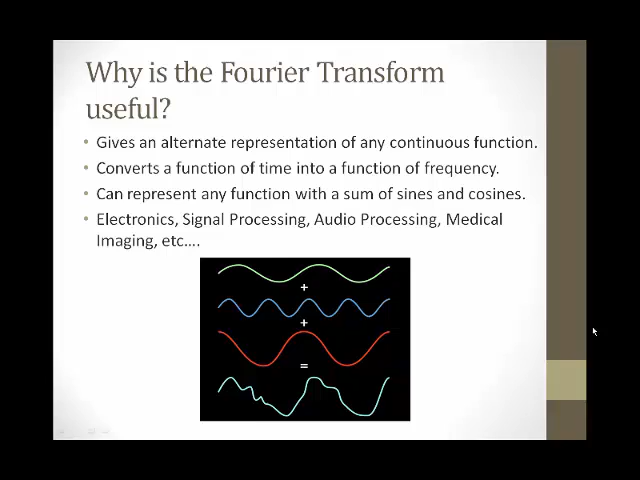 Why is the Fourier Transform
useful?
• Gives an alternate representation of any continuous function.
• Converts a function of time into a function of frequency.
• Can represent any function with a sum of sines and cosines.
• Electronics, Signal Processing, Audio Processing, Medical
Imaging, etc....
+
+
=